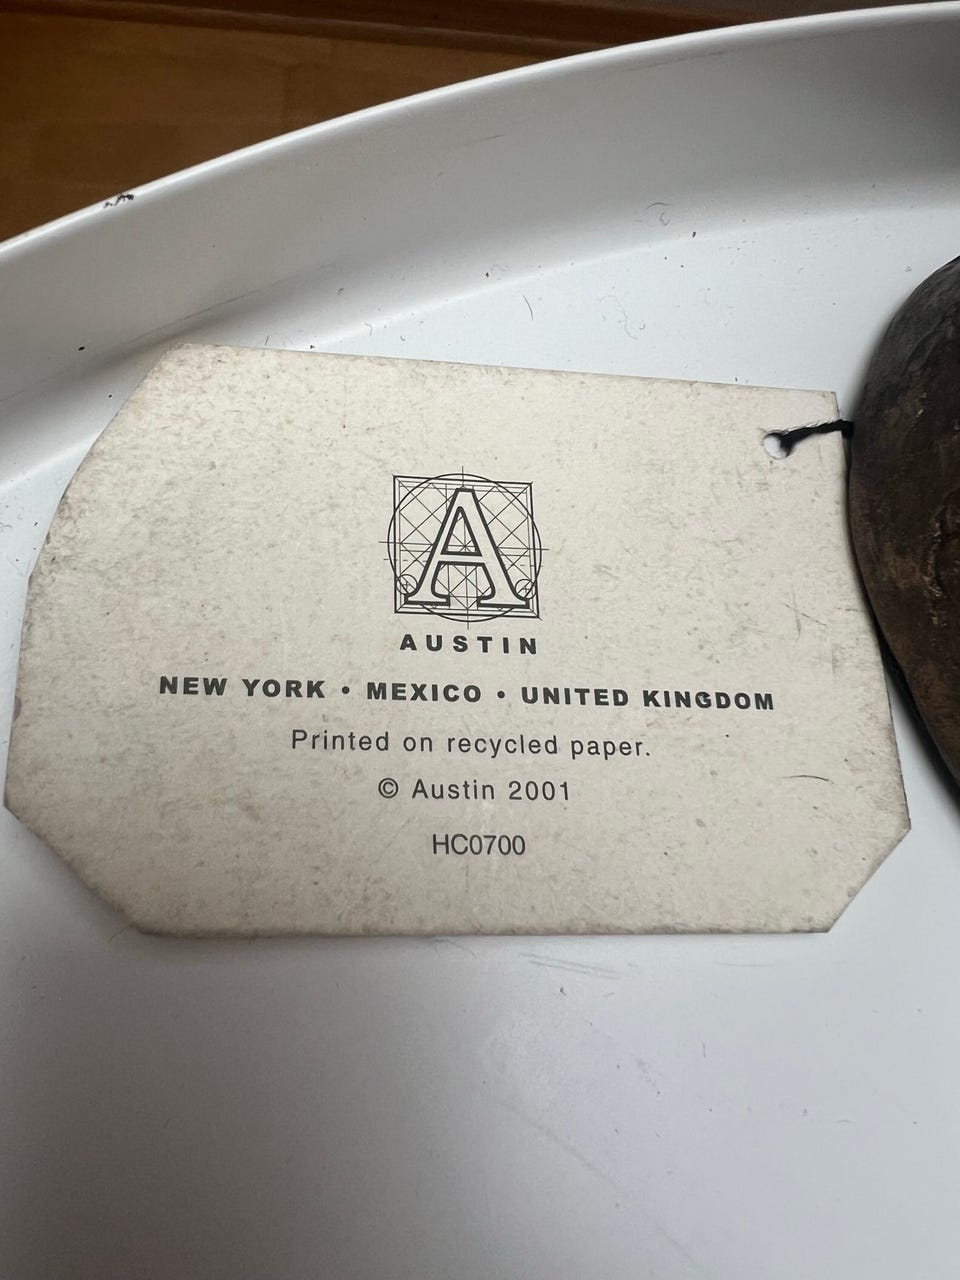 A
AUSTIN
NEW YORK • MEXICO • UNITED KINGDOM
Printed on recycled paper.
© Austin 2001
HC0700